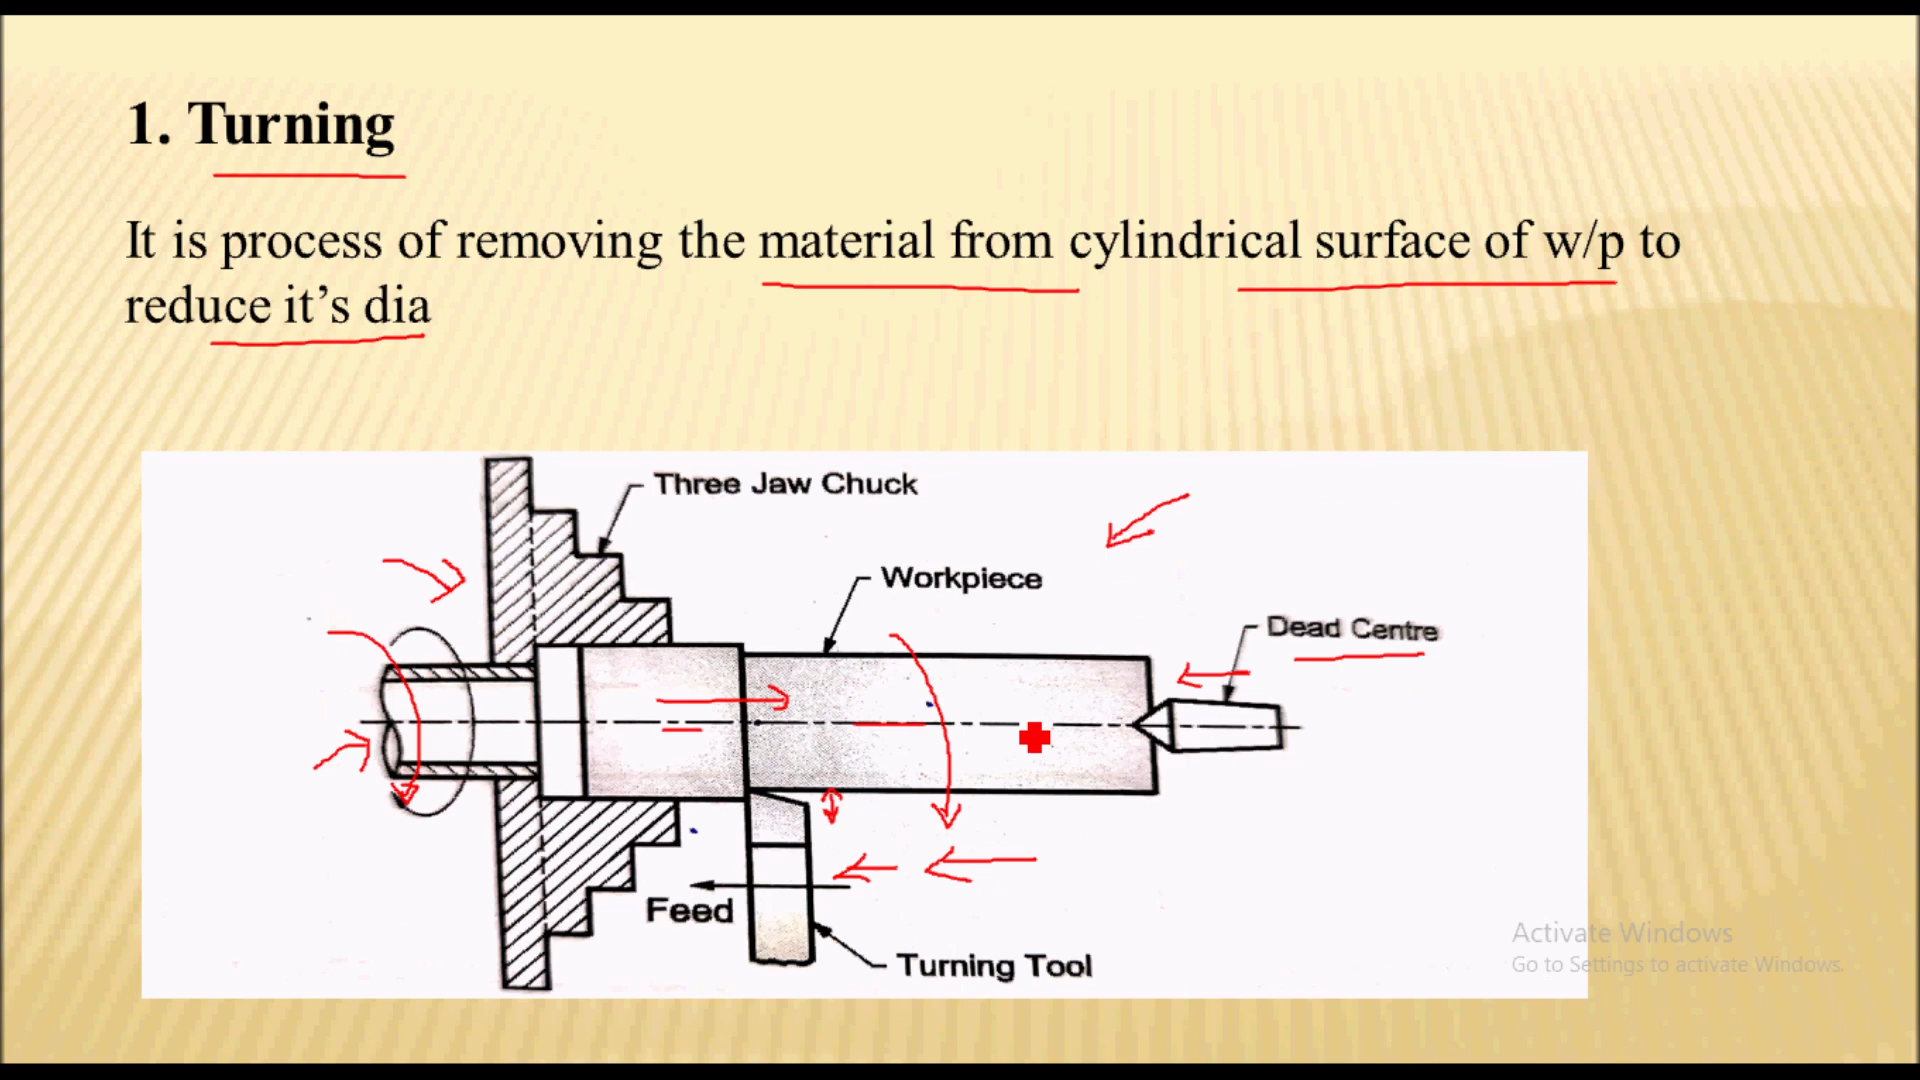 1. Turning
It is process of removing the material from cylindrical surface of w/p to
reduce it’s dia
Three Jaw Chuck
Workpiece
Dead Centre
Feed
Turning Tool
Activate Windows
Go to Settings to activate Windows.